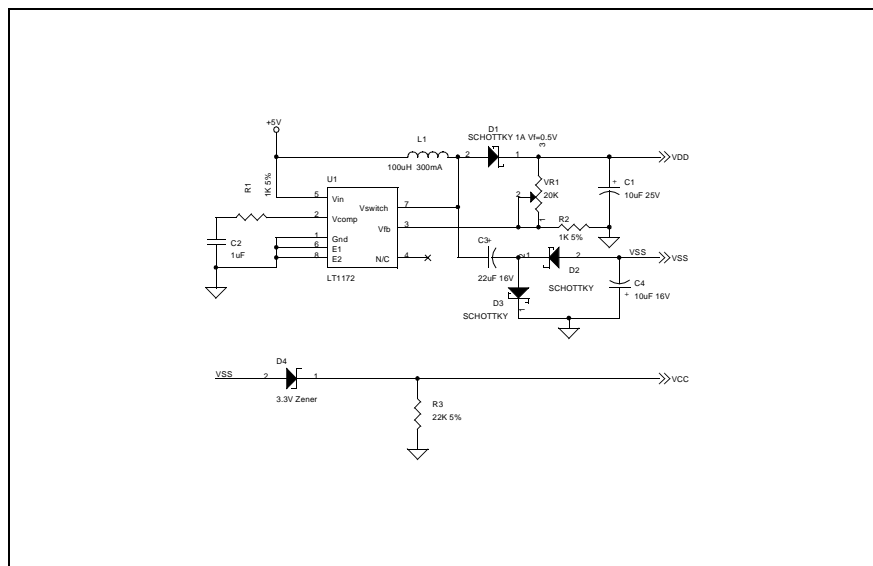 +5V
L1
100uH 300mA
D1
SCHOTTKY 1A Vf=0.5V
2
1
3
VDD
R1
1K 5%
U1
5
Vin
2
Vcomp
1
Gnd
6
E1
8
E2
Vswitch
7
Vfb
3
N/C
4
LT1172
C2
1uF
2
VR1
20K
1
C1
+
10uF 25V
R2
1K 5%
C3
+
22uF 16V
1
2
D2
SCHOTTKY
VSS
VSS
D3
SCHOTTKY
1
C4
+
10uF 16V
VSS
2
D4
1
3.3V Zener
VCC
R3
22K 5%